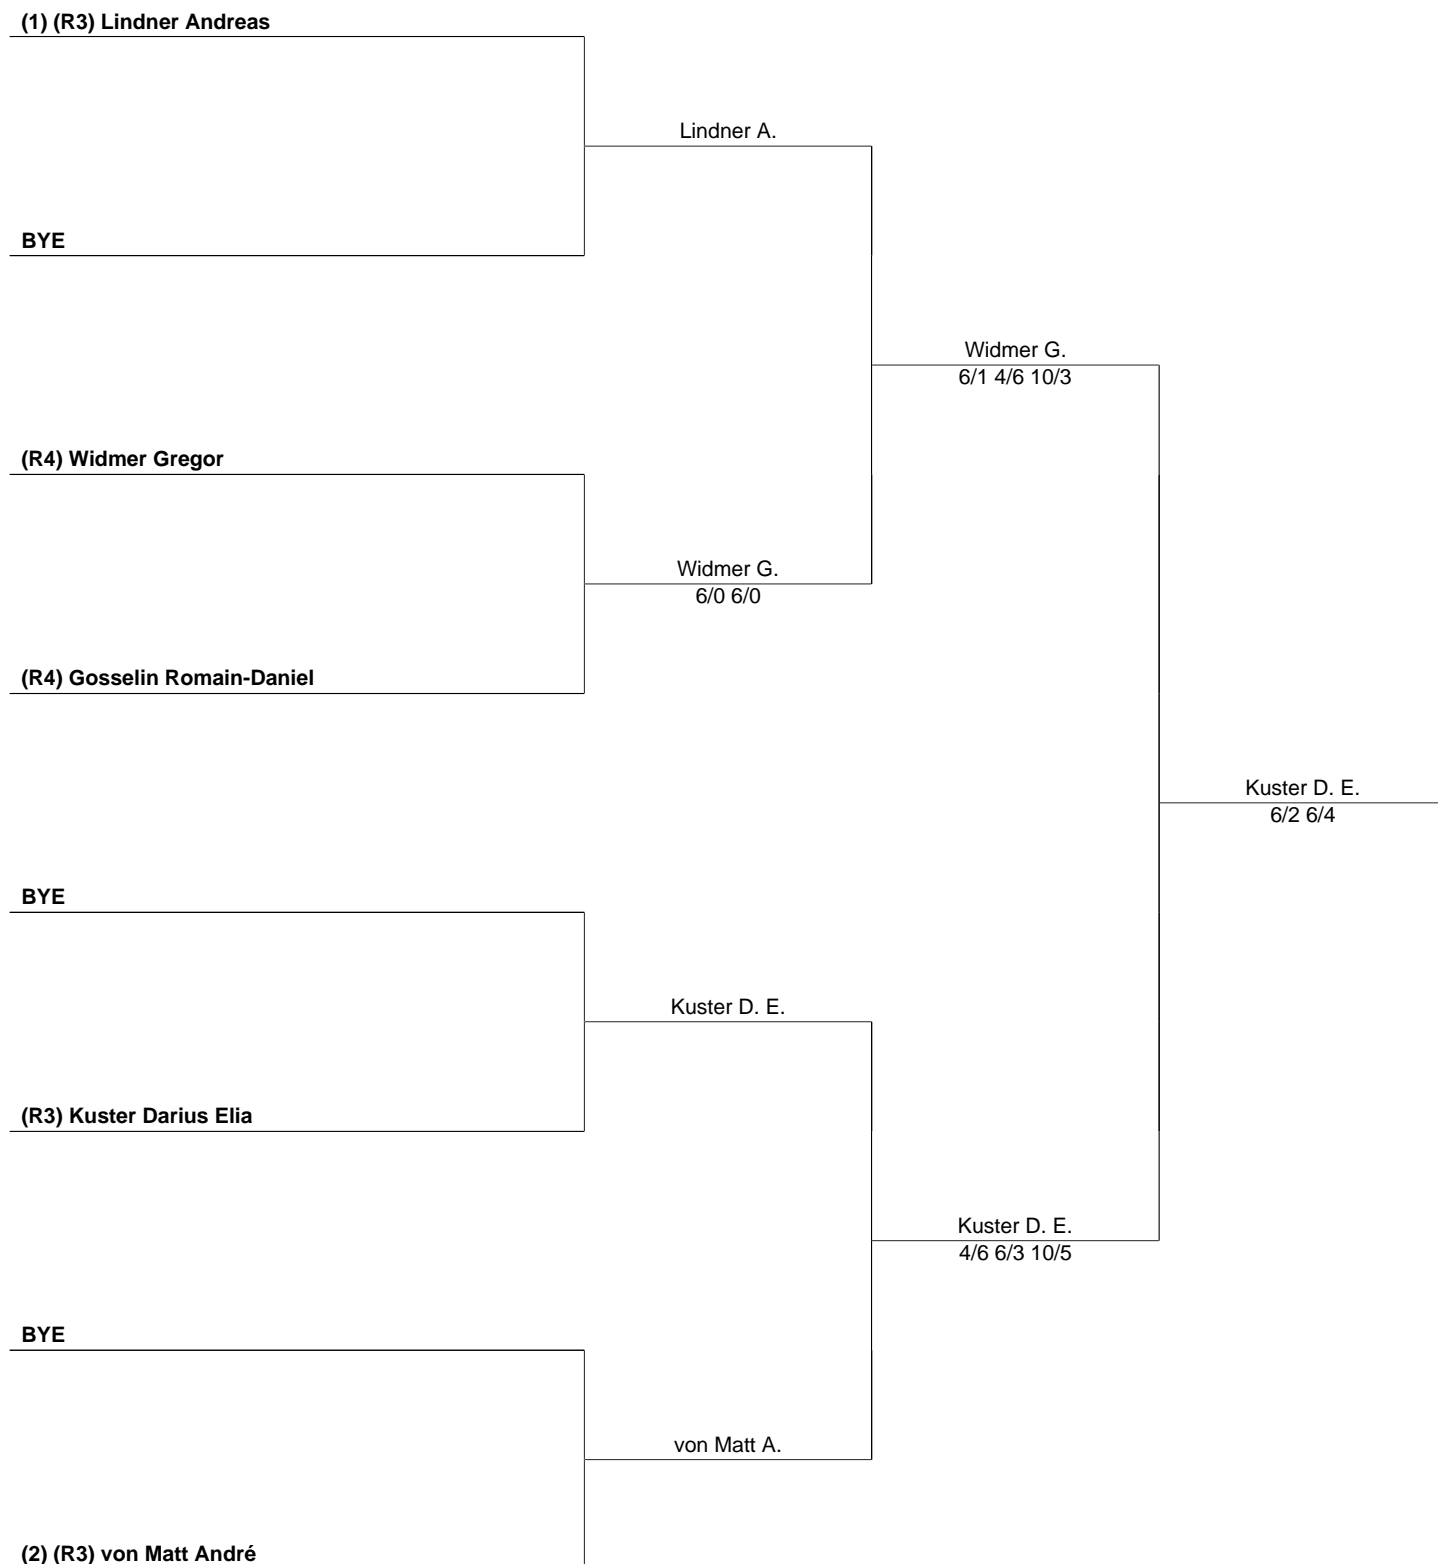 (1) (R3) Lindner Andreas
Lindner A.
BYE
Widmer G.
6/1 4/6 10/3
(R4) Widmer Gregor
Widmer G.
6/0 6/0
(R4) Gosselin Romain-Daniel
Kuster D. E.
6/2 6/4
BYE
Kuster D. E.
(R3) Kuster Darius Elia
Kuster D. E.
4/6 6/3 10/5
BYE
von Matt A.
(2) (R3) von Matt André